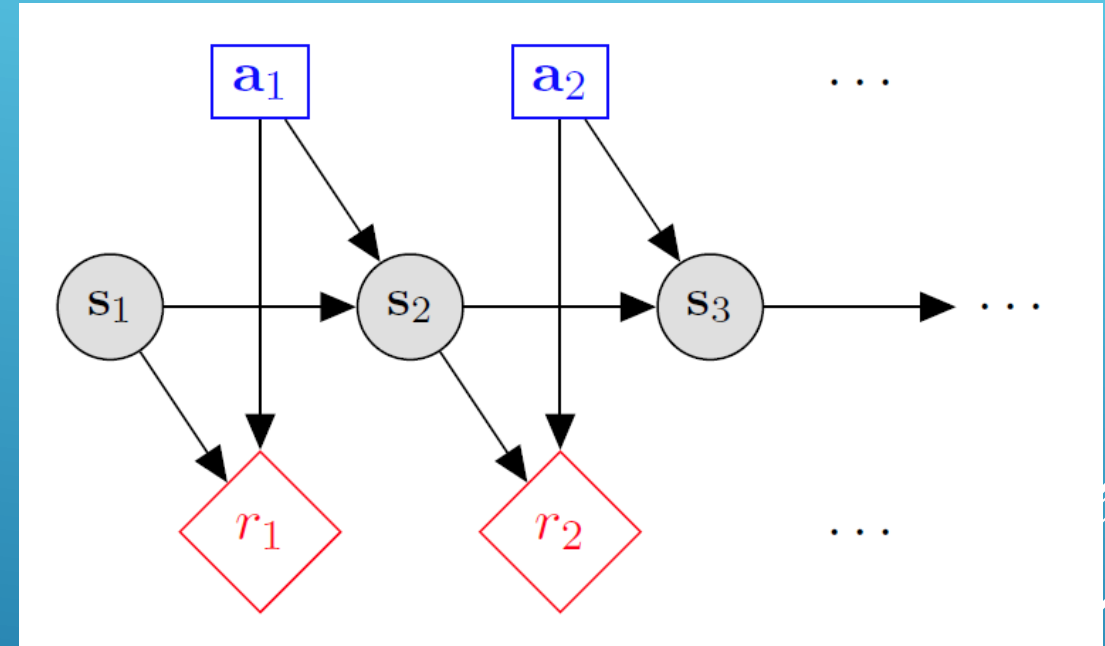 a₁ a₂ ...
s₁ s₂ s₃ ...
r₁ r₂ ...